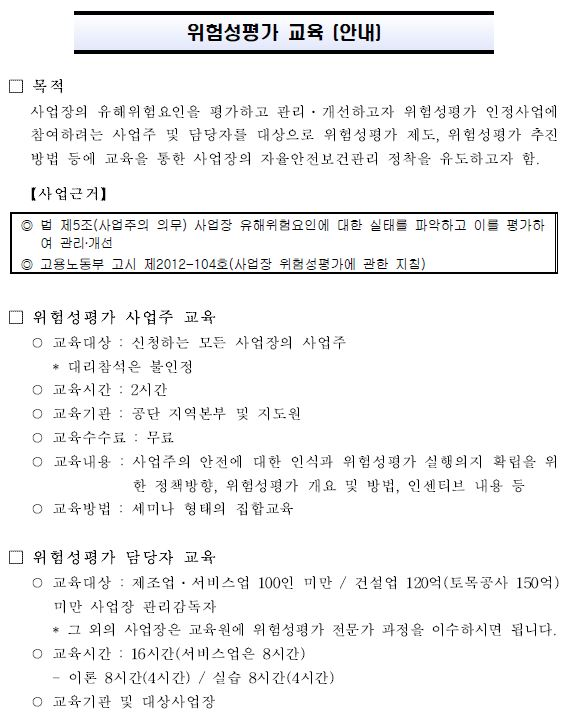 위험성평가 교육 (안내)
□ 목적
사업장의 유해위험요인을 평가하고 관리·개선하고자 위험성평가 인정사업에
참여하려는 사업주 및 담당자를 대상으로 위험성평가 제도, 위험성평가 추진
방법 등에 교육을 통한 사업장의 자율안전보건관리 정착을 유도하고자 함.
【사업근거】
◎ 법 제5조(사업주의 의무) 사업장 유해위험요인에 대한 실태를 파악하고 이를 평가하
여 관리·개선
◎ 고용노동부 고시 제2012-104호(사업장 위험성평가에 관한 지침)
□ 위험성평가 사업주 교육
○ 교육대상 : 신청하는 모든 사업장의 사업주
* 대리참석은 불인정
○ 교육시간 : 2시간
○ 교육기관 : 공단 지역본부 및 지도원
○ 교육수수료 : 무료
○ 교육내용 : 사업주의 안전에 대한 인식과 위험성평가 실행의지 확립을 위
한 정책방향, 위험성평가 개요 및 방법, 인센티브 내용 등
○ 교육방법 : 세미나 형태의 집합교육
□ 위험성평가 담당자 교육
○ 교육대상 : 제조업·서비스업 100인 미만 / 건설업 120억(토목공사 150억)
미만 사업장 관리감독자
* 그 외의 사업장은 교육원에 위험성평가 전문가 과정을 이수하시면 됩니다.
○ 교육시간 : 16시간(서비스업은 8시간)
- 이론 8시간(4시간) / 실습 8시간(4시간)
○ 교육기관 및 대상사업장